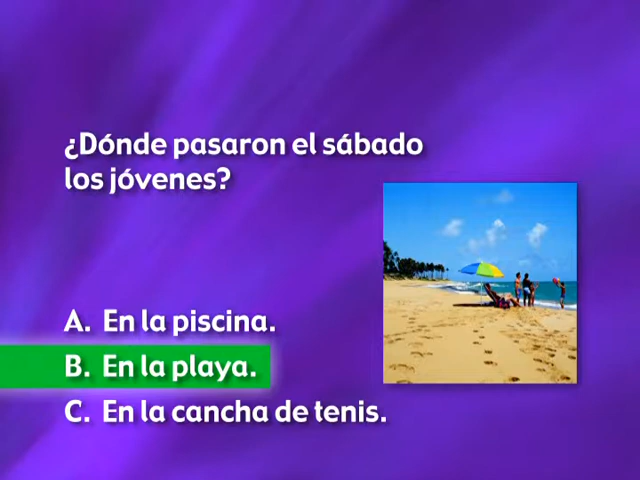 ¿Dónde pasaron el sábado
los jóvenes?
A. En la piscina.
B. En la playa.
C. En la cancha de tenis.